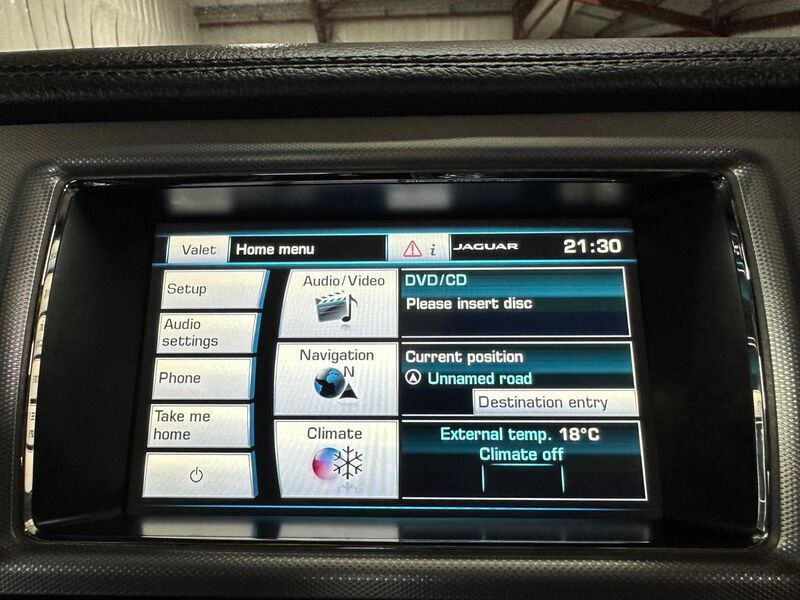 Valet
Home menu
i
JAGUAR
21:30
Setup
Audio
settings
Phone
Take me
home
Audio/Video
Navigation
N
Climate
DVD/CD
Please insert disc
Current position
Unnamed road
Destination entry
External temp. 18°C
Climate off